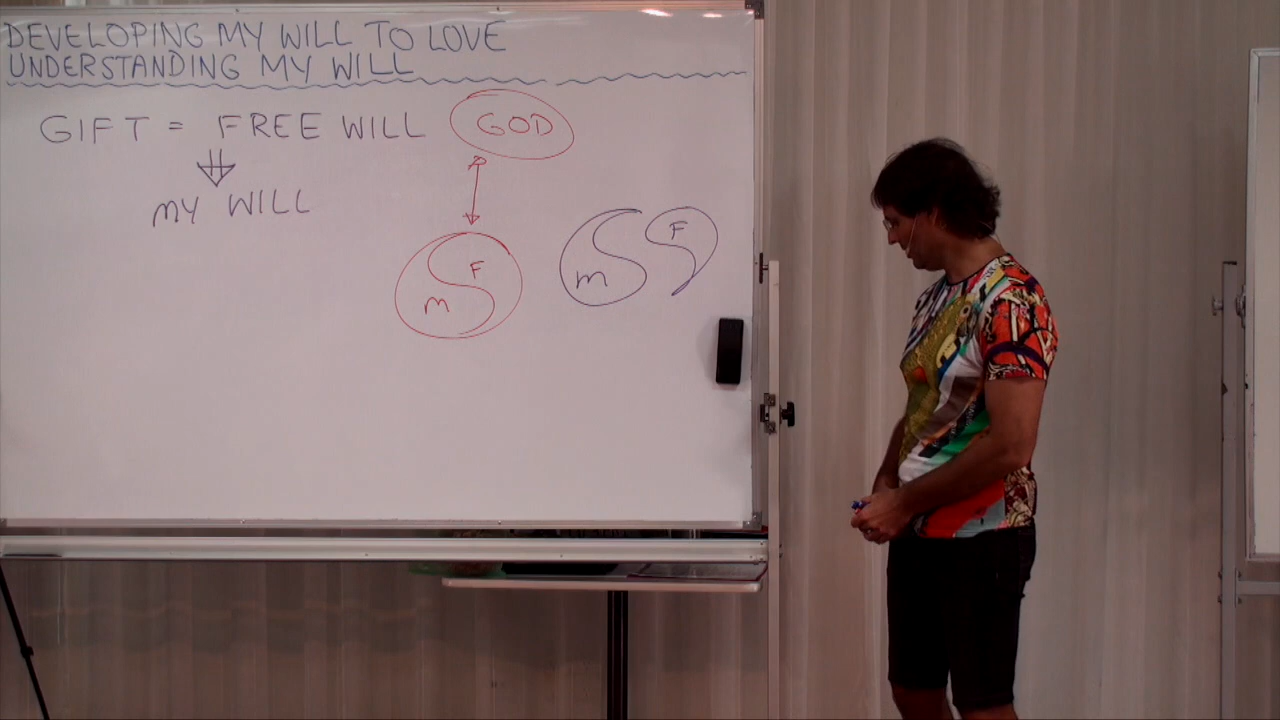 DEVELOPING MY WILL TO LOVE
UNDERSTANDING MY WILL
GIFT = FREE WILL
GOD
MY WILL
F
m
F
m